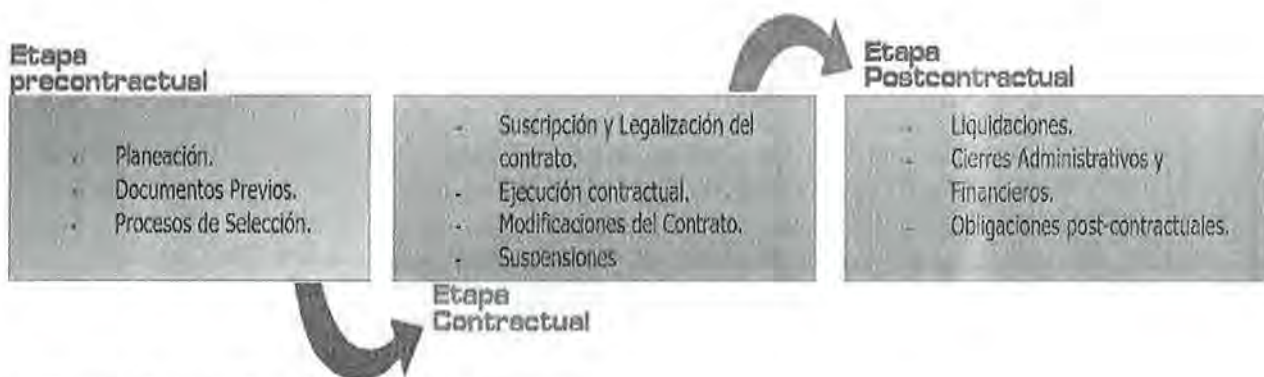 Etapa
precontractual
- Planeación.
- Documentos Previos.
- Procesos de Selección.
- Suscripción y Legalización del
contrato.
- Ejecución contractual.
- Modificaciones del Contrato.
- Suspensiones
Etapa
Contractual
Etapa
Postcontractual
- Liquidaciones.
- Cierres Administrativos y
Financieros.
- Obligaciones post-contractuales.